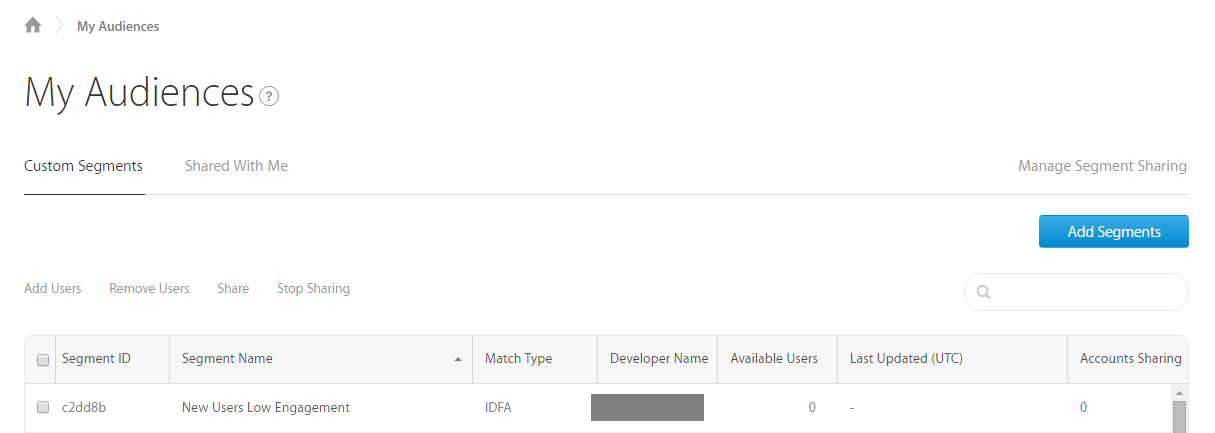 My Audiences
My Audiences ?
Custom Segments Shared With Me Manage Segment Sharing
Add Segments
Add Users Remove Users Share Stop Sharing
Segment ID Segment Name Match Type Developer Name Available Users Last Updated (UTC) Accounts Sharing
c2dd8b New Users Low Engagement IDFA 0 - 0